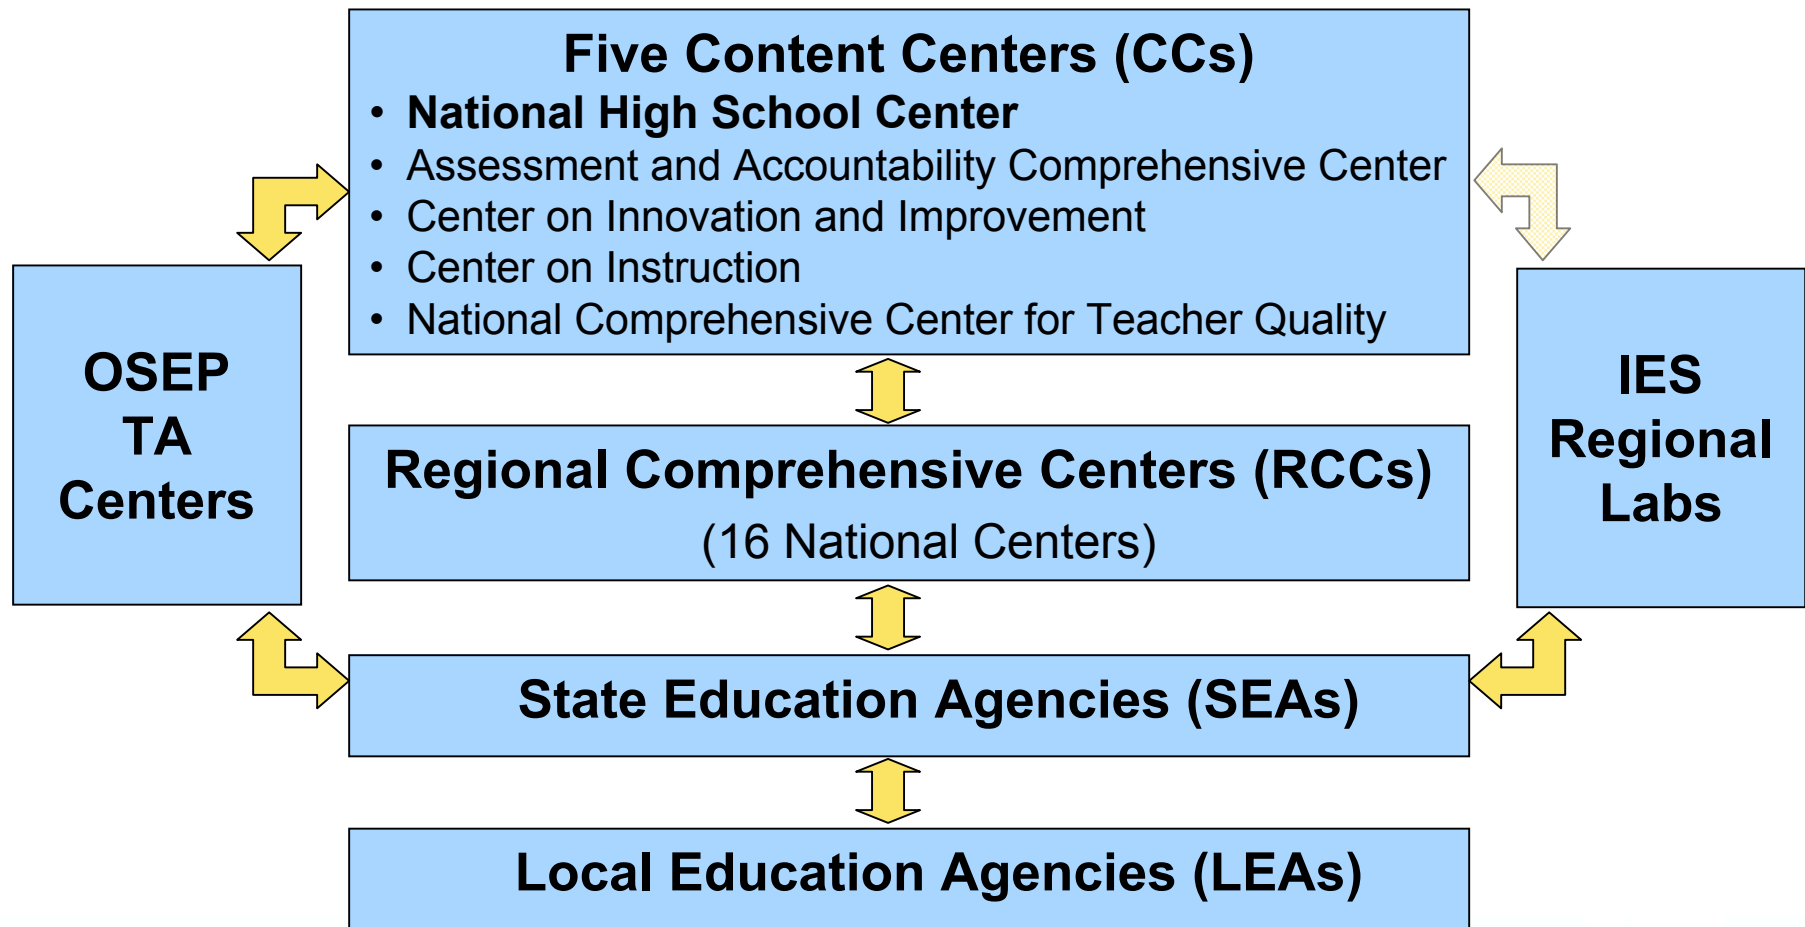 Five Content Centers (CCs)
• National High School Center
• Assessment and Accountability Comprehensive Center
• Center on Innovation and Improvement
• Center on Instruction
• National Comprehensive Center for Teacher Quality
OSEP
TA
Centers
IES
Regional
Labs
Regional Comprehensive Centers (RCCs)
(16 National Centers)
State Education Agencies (SEAs)
Local Education Agencies (LEAs)